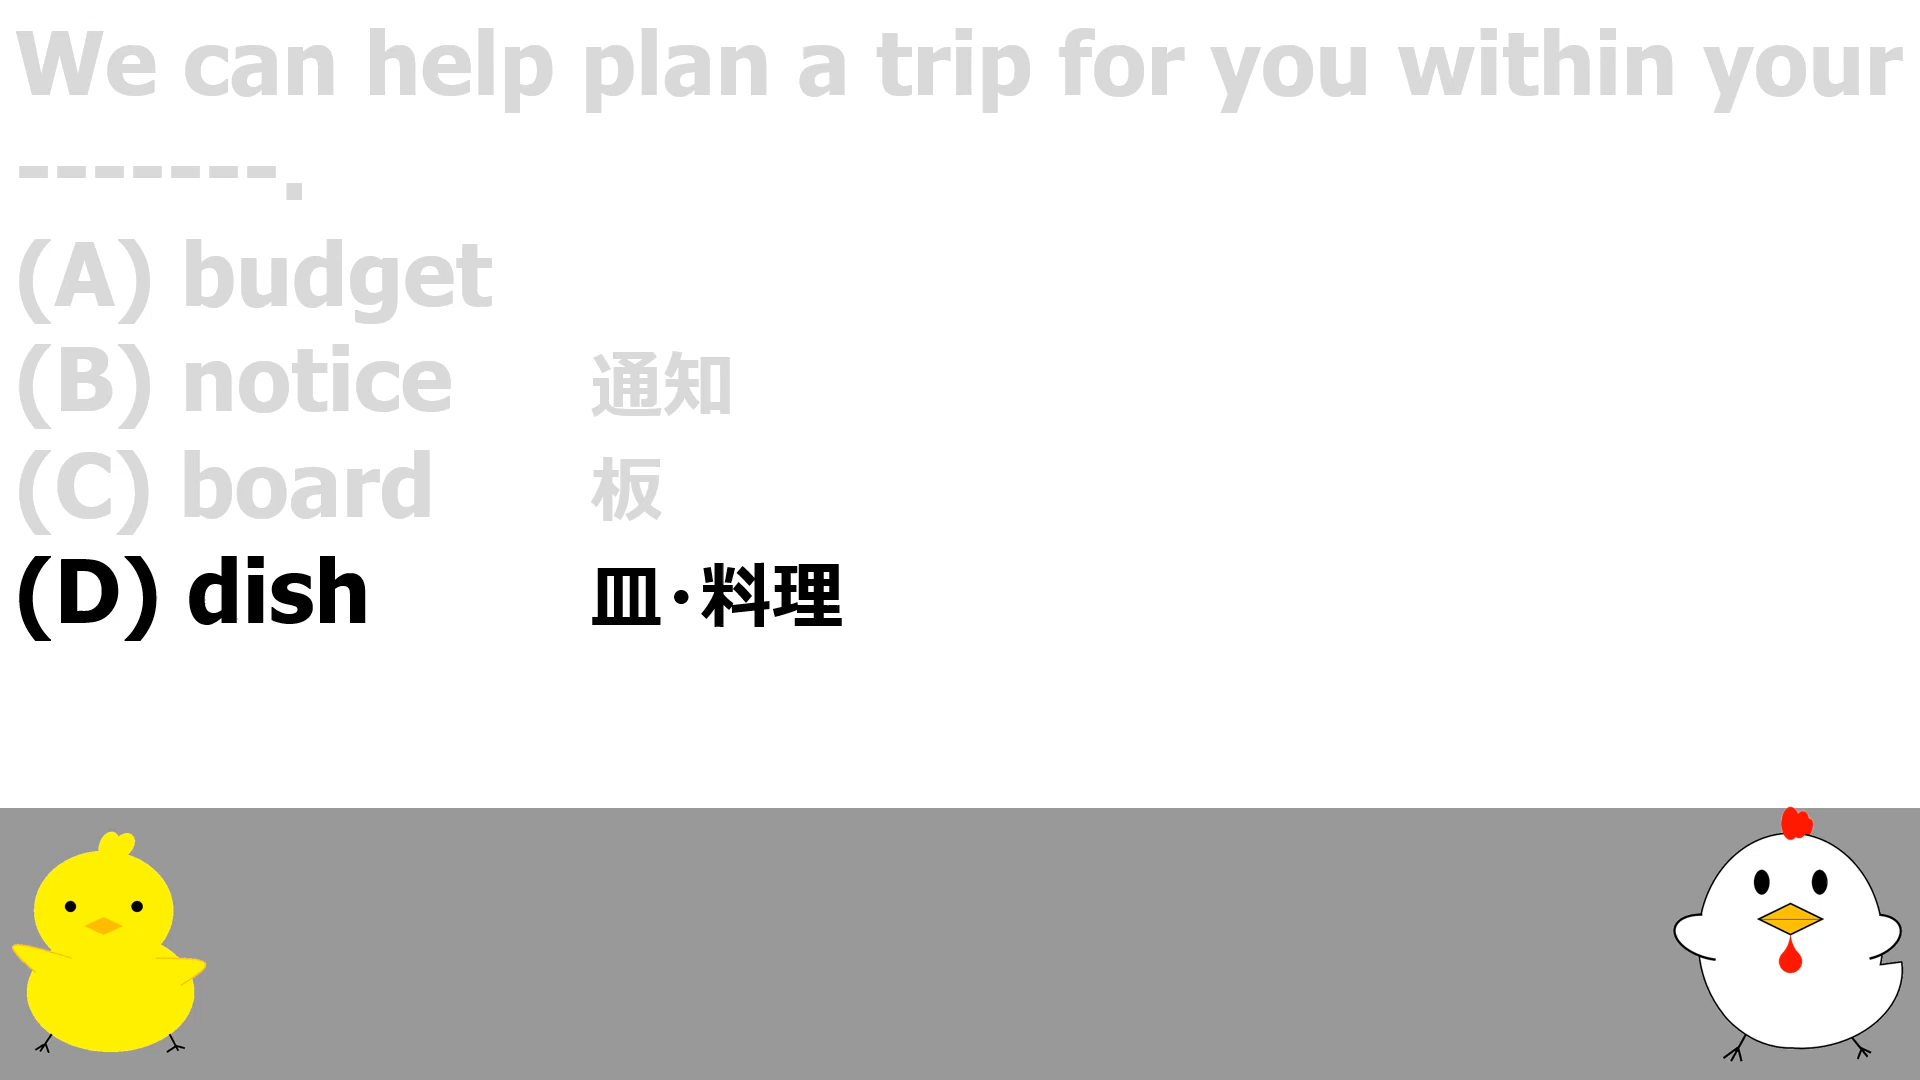 We can help plan a trip for you within your
-------.
(A) budget
(B) notice 通知
(C) board 板
(D) dish 皿・料理